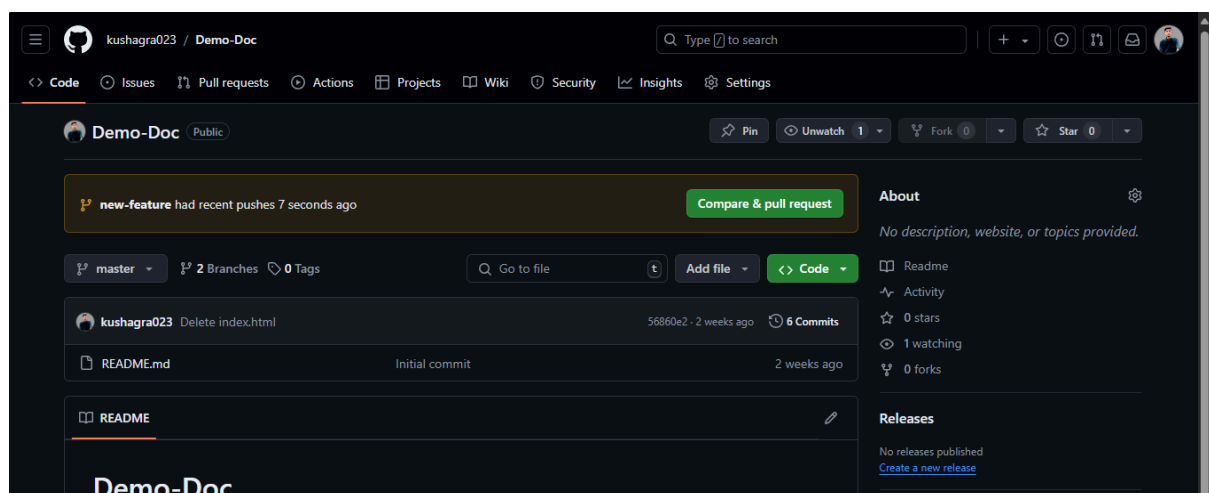 kushagra023 / Demo-Doc
Type / to search
Code Issues Pull requests Actions Projects Wiki Security Insights Settings
Demo-Doc Public
Pin Unwatch 1 Fork 0 Star 0
new-feature had recent pushes 7 seconds ago
Compare & pull request
master 2 Branches 0 Tags
Go to file t Add file Code
kushagra023 Delete index.html 56860e2 · 2 weeks ago 6 Commits
README.md Initial commit 2 weeks ago
README
Demo-Doc
About
No description, website, or topics provided.
Readme
Activity
0 stars
1 watching
0 forks
Releases
No releases published
Create a new release